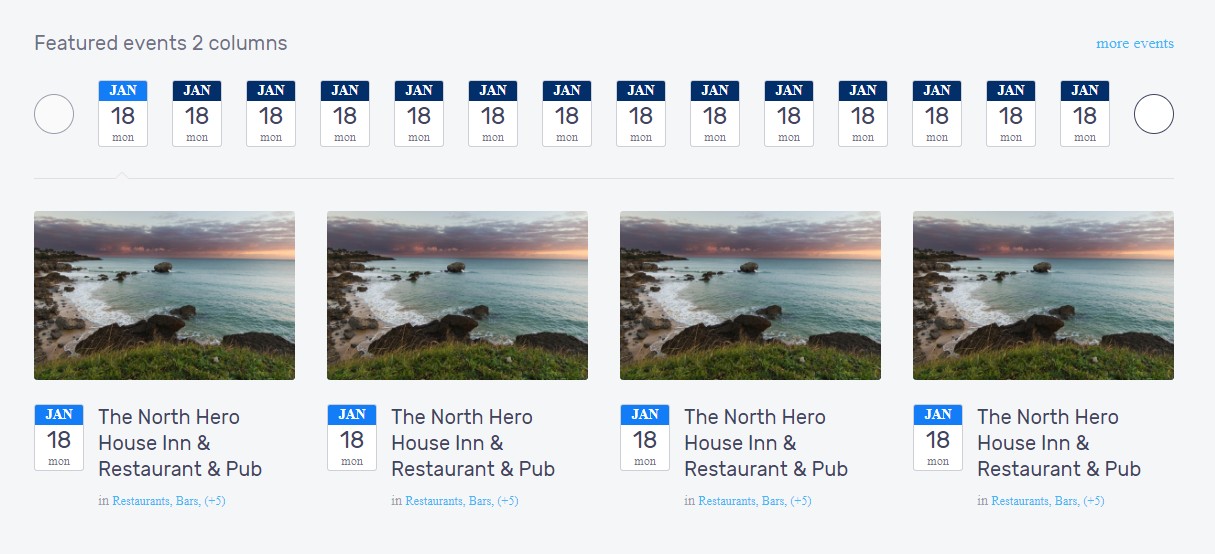 Featured events 2 columns more events
JAN JAN JAN JAN JAN JAN JAN JAN JAN JAN JAN JAN JAN JAN
18 18 18 18 18 18 18 18 18 18 18 18 18 18
mon mon mon mon mon mon mon mon mon mon mon mon mon mon
JAN
18
mon
The North Hero
House Inn &
Restaurant & Pub
in Restaurants, Bars, (+5)
JAN
18
mon
The North Hero
House Inn &
Restaurant & Pub
in Restaurants, Bars, (+5)
JAN
18
mon
The North Hero
House Inn &
Restaurant & Pub
in Restaurants, Bars, (+5)
JAN
18
mon
The North Hero
House Inn &
Restaurant & Pub
in Restaurants, Bars, (+5)